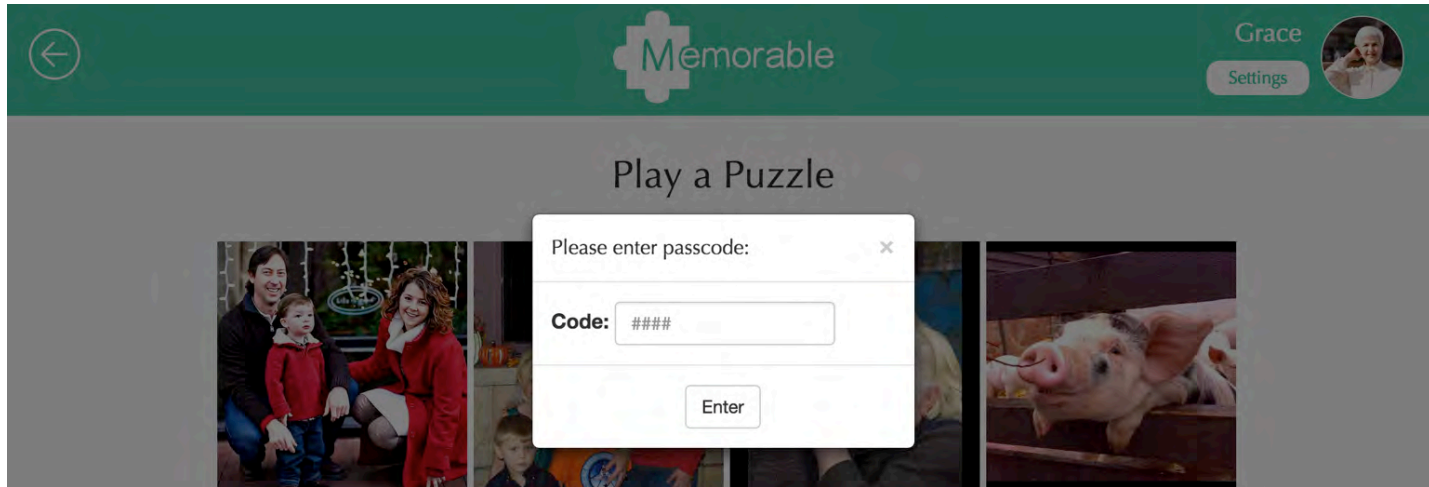 Memorable
Grace
Settings
Play a Puzzle
Please enter passcode:
×
Code: ####
Enter